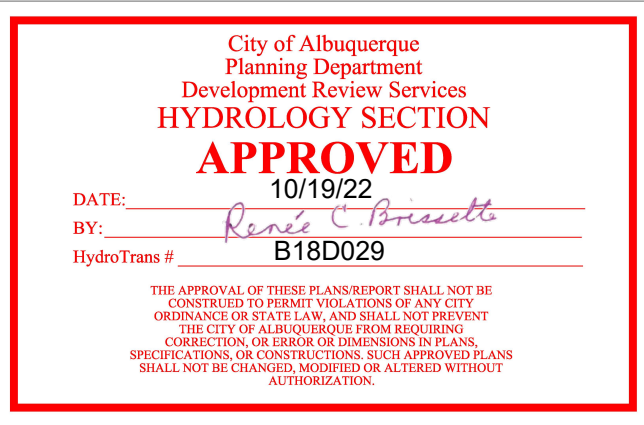 City of Albuquerque
Planning Department
Development Review Services
HYDROLOGY SECTION
APPROVED
DATE: 10/19/22
BY: Renée C. Brissette
HydroTrans # B18D029
THE APPROVAL OF THESE PLANS/REPORT SHALL NOT BE
CONSTRUED TO PERMIT VIOLATIONS OF ANY CITY
ORDINANCE OR STATE LAW, AND SHALL NOT PREVENT
THE CITY OF ALBUQUERQUE FROM REQUIRING
CORRECTION, OR ERROR OR DIMENSIONS IN PLANS,
SPECIFICATIONS, OR CONSTRUCTIONS. SUCH APPROVED PLANS
SHALL NOT BE CHANGED, MODIFIED OR ALTERED WITHOUT
AUTHORIZATION.